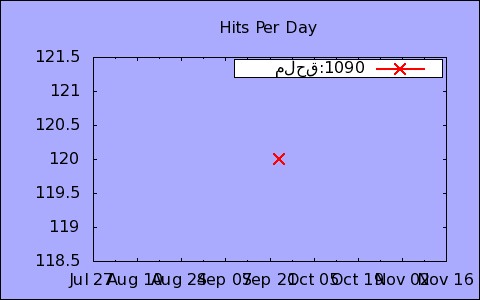 Hits Per Day
ملحق:1090
121.5
121
120.5
120
119.5
119
118.5
Jul 27 Aug 10 Aug 24 Sep 07 Sep 21 Oct 05 Oct 19 Nov 02 Nov 16